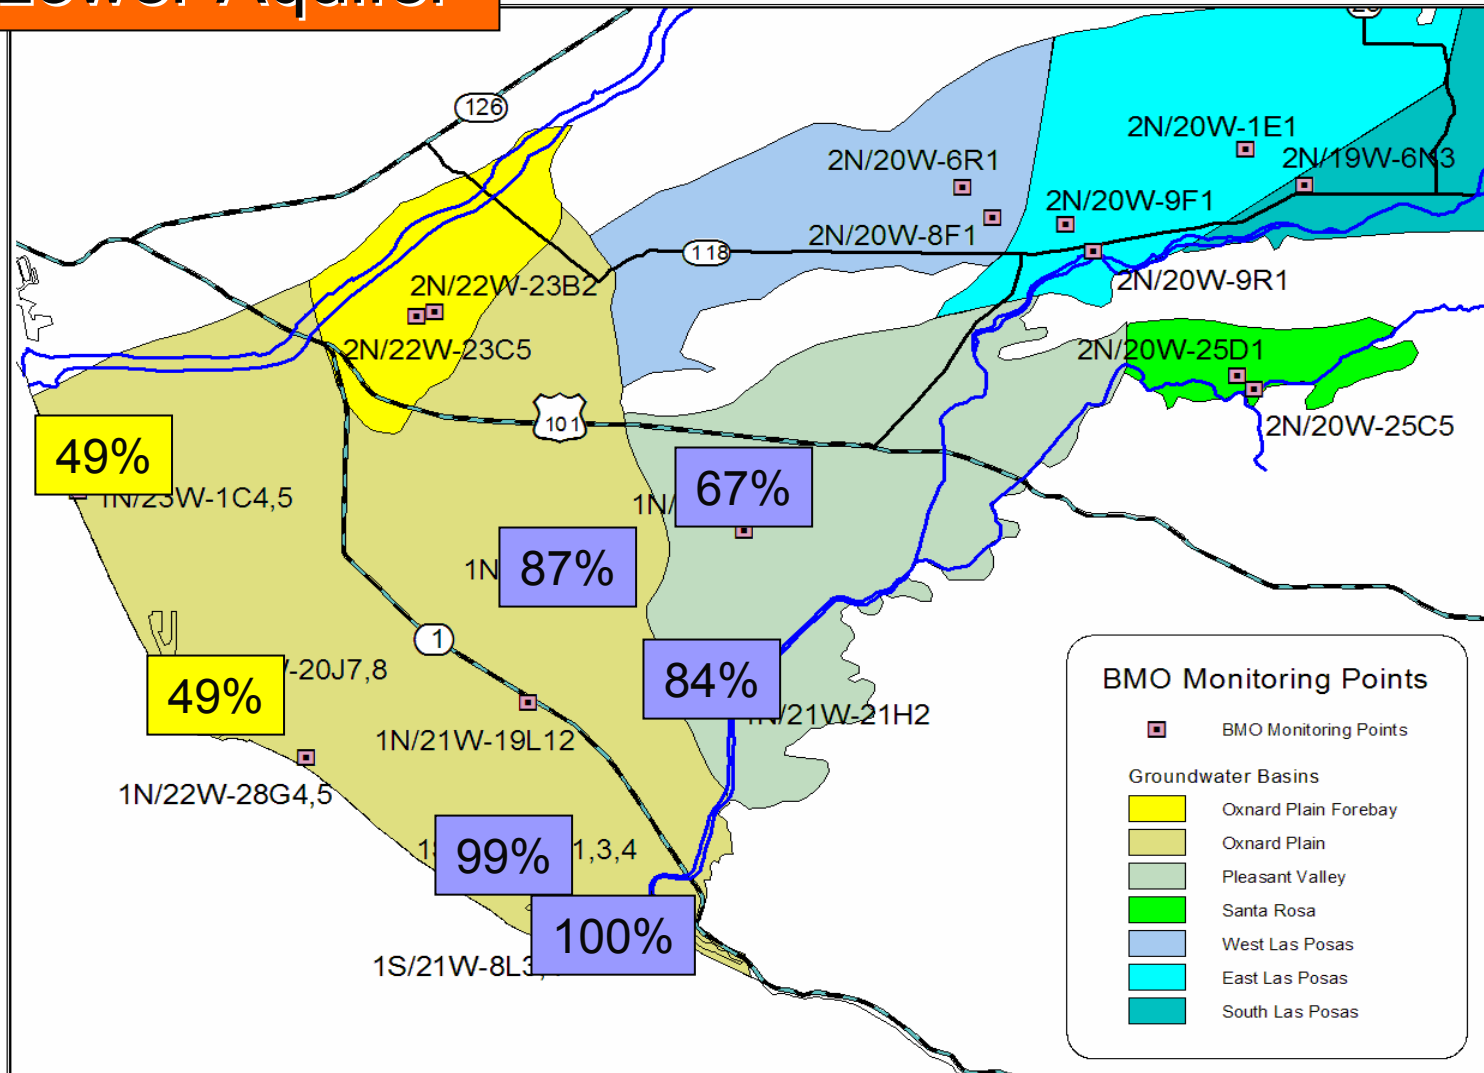 Lower Aquifer
26
126
2N/20W-1E1
2N/20W-6R1
2N/19W-6N3
2N/20W-9F1
2N/20W-8F1
118
2N/20W-9R1
2N/22W-23B2
2N/22W-23C5
2N/20W-25D1
101
2N/20W-25C5
49%
1N/23W-1C4,5
67%
1N/
87%
1N
1
84%
-20J7,8
49%
1N/21W-21H2
1N/21W-19L12
1N/22W-28G4,5
99%
1,3,4
100%
1S/21W-8L3,
BMO Monitoring Points
BMO Monitoring Points
Groundwater Basins
Oxnard Plain Forebay
Oxnard Plain
Pleasant Valley
Santa Rosa
West Las Posas
East Las Posas
South Las Posas